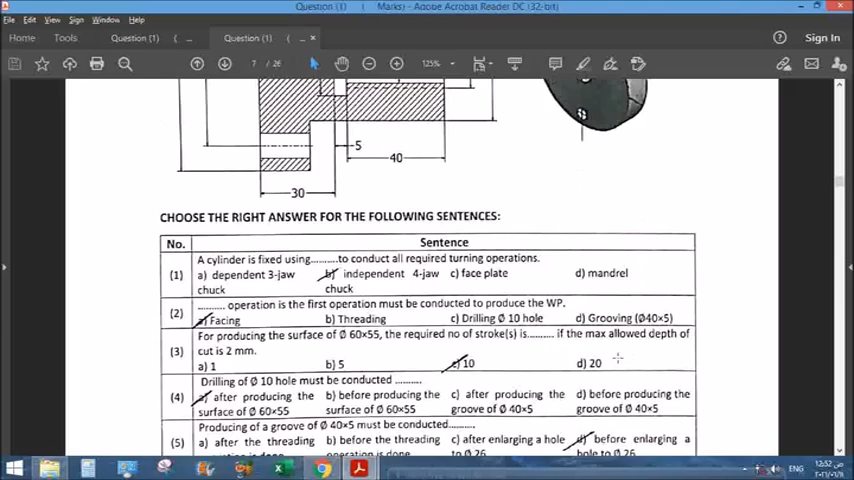 Question (1) ( Marks) - Adobe Acrobat Reader DC (32-bit)
File Edit View Sign Window Help
Home Tools Question (1) ( ... Question (1) ( ... × Sign In
7 / 26 125%
5
40
30
CHOOSE THE RIGHT ANSWER FOR THE FOLLOWING SENTENCES:
No. Sentence
(1) A cylinder is fixed using..........to conduct all required turning operations.
a) dependent 3-jaw chuck b) independent 4-jaw chuck c) face plate d) mandrel
(2) .......... operation is the first operation must be conducted to produce the WP.
a) Facing b) Threading c) Drilling Ø 10 hole d) Grooving (Ø40×5)
(3) For producing the surface of Ø 60×55, the required no of stroke(s) is.......... if the max allowed depth of
cut is 2 mm.
a) 1 b) 5 c) 10 d) 20
(4) Drilling of Ø 10 hole must be conducted ..........
a) after producing the surface of Ø 60×55 b) before producing the surface of Ø 60×55 c) after producing the groove of Ø 40×5 d) before producing the groove of Ø 40×5
(5) Producing of a groove of Ø 40×5 must be conducted..........
a) after the threading b) before the threading operation is done c) after enlarging a hole to Ø 26 d) before enlarging a hole to Ø 26
ENG